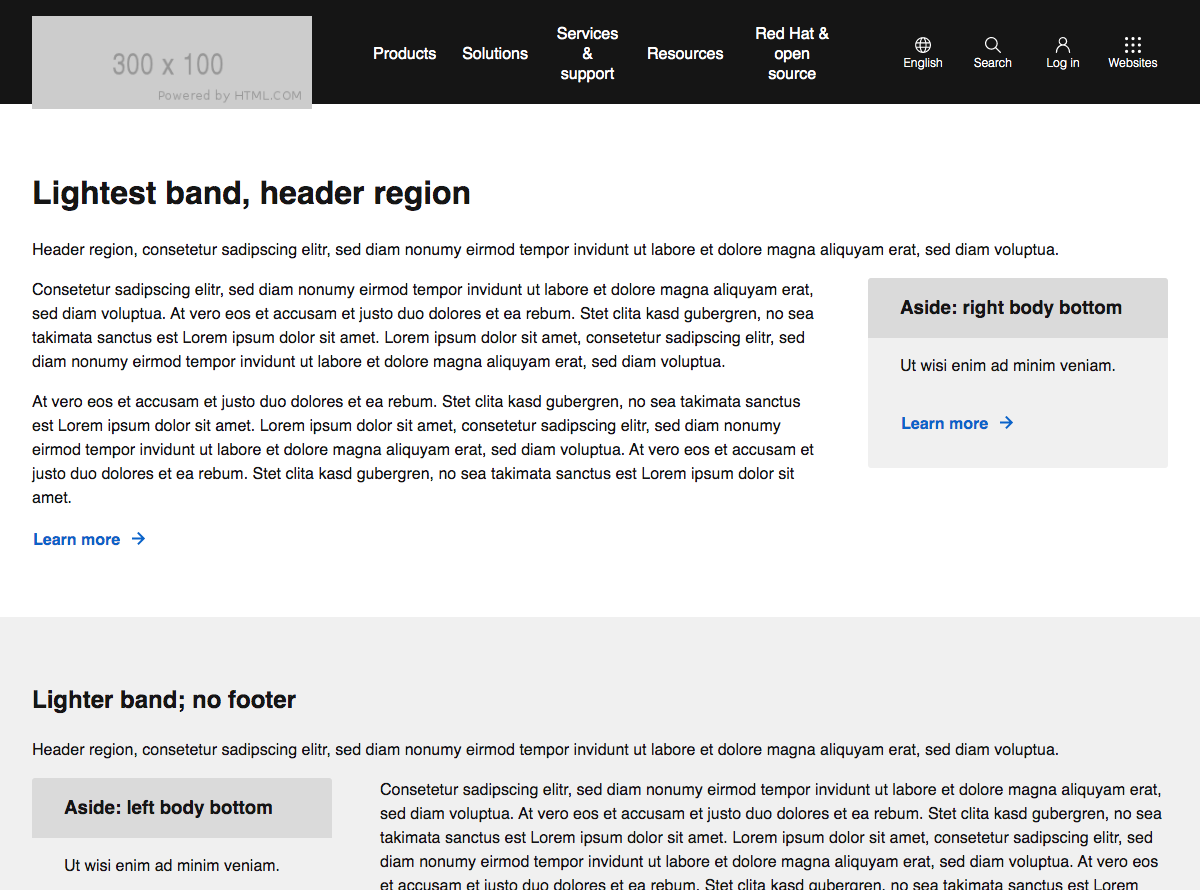 300 x 100
Powered by HTML.COM
Products
Solutions
Services
&
support
Resources
Red Hat &
open
source
English
Search
Log in
Websites
Lightest band, header region
Header region, consetetur sadipscing elitr, sed diam nonumy eirmod tempor invidunt ut labore et dolore magna aliquyam erat, sed diam voluptua.
Consetetur sadipscing elitr, sed diam nonumy eirmod tempor invidunt ut labore et dolore magna aliquyam erat,
sed diam voluptua. At vero eos et accusam et justo duo dolores et ea rebum. Stet clita kasd gubergren, no sea
takimata sanctus est Lorem ipsum dolor sit amet. Lorem ipsum dolor sit amet, consetetur sadipscing elitr, sed
diam nonumy eirmod tempor invidunt ut labore et dolore magna aliquyam erat, sed diam voluptua.
At vero eos et accusam et justo duo dolores et ea rebum. Stet clita kasd gubergren, no sea takimata sanctus
est Lorem ipsum dolor sit amet. Lorem ipsum dolor sit amet, consetetur sadipscing elitr, sed diam nonumy
eirmod tempor invidunt ut labore et dolore magna aliquyam erat, sed diam voluptua. At vero eos et accusam et
justo duo dolores et ea rebum. Stet clita kasd gubergren, no sea takimata sanctus est Lorem ipsum dolor sit
amet.
Learn more
Aside: right body bottom
Ut wisi enim ad minim veniam.
Learn more
Lighter band; no footer
Header region, consetetur sadipscing elitr, sed diam nonumy eirmod tempor invidunt ut labore et dolore magna aliquyam erat, sed diam voluptua.
Aside: left body bottom
Ut wisi enim ad minim veniam.
Consetetur sadipscing elitr, sed diam nonumy eirmod tempor invidunt ut labore et dolore magna aliquyam erat,
sed diam voluptua. At vero eos et accusam et justo duo dolores et ea rebum. Stet clita kasd gubergren, no sea
takimata sanctus est Lorem ipsum dolor sit amet. Lorem ipsum dolor sit amet, consetetur sadipscing elitr, sed
diam nonumy eirmod tempor invidunt ut labore et dolore magna aliquyam erat, sed diam voluptua. At vero eos
et accusam et justo duo dolores et ea rebum. Stet clita kasd gubergren, no sea takimata sanctus est Lorem